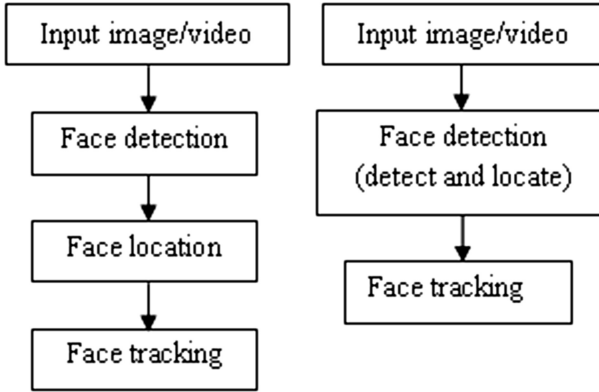 Input image/video
Face detection
Face location
Face tracking
Input image/video
Face detection
(detect and locate)
Face tracking